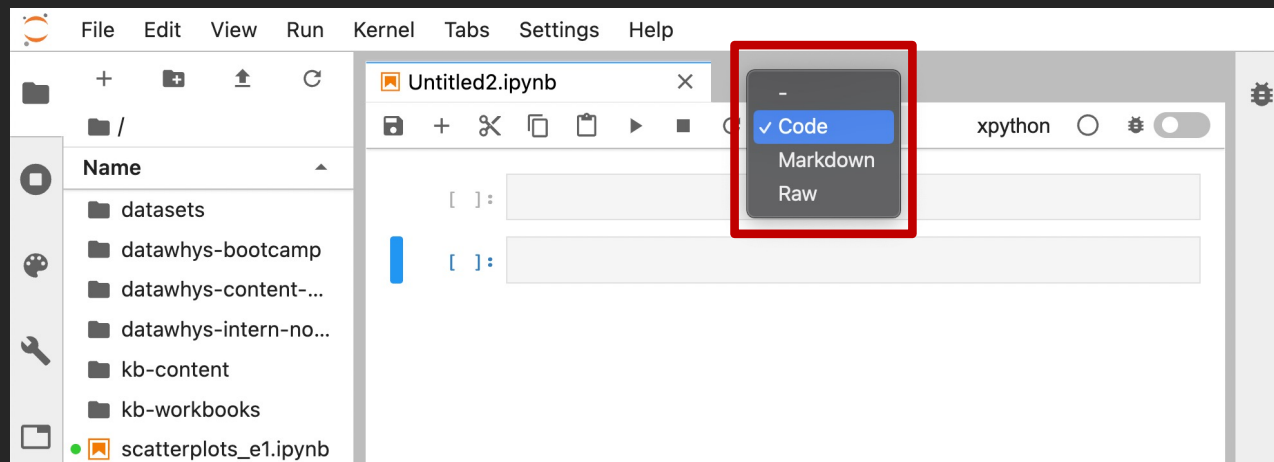 File Edit View Run Kernel Tabs Settings Help
Untitled2.ipynb
-
/
Code
xpython
Markdown
Raw
Name
[ ]:
datasets
datawhys-bootcamp
[ ]:
datawhys-content-...
datawhys-intern-no...
kb-content
kb-workbooks
scatterplots_e1.ipynb